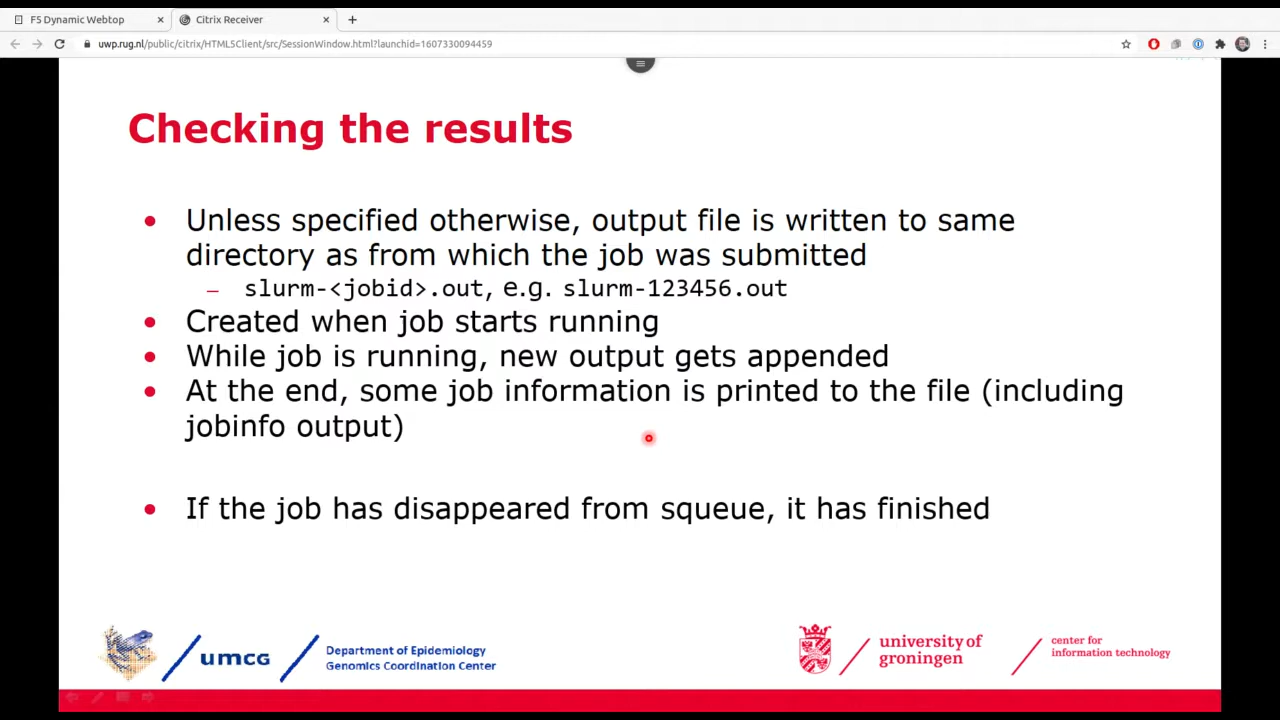 F5 Dynamic Webtop
Citrix Receiver
uwp.rug.nl/public/citrix/HTML5Client/src/SessionWindow.html?launchid=1607330094459
Checking the results
Unless specified otherwise, output file is written to same
directory as from which the job was submitted
– slurm-<jobid>.out, e.g. slurm-123456.out
Created when job starts running
While job is running, new output gets appended
At the end, some job information is printed to the file (including
jobinfo output)
If the job has disappeared from squeue, it has finished
umcg
Department of Epidemiology
Genomics Coordination Center
university of
groningen
center for
information technology